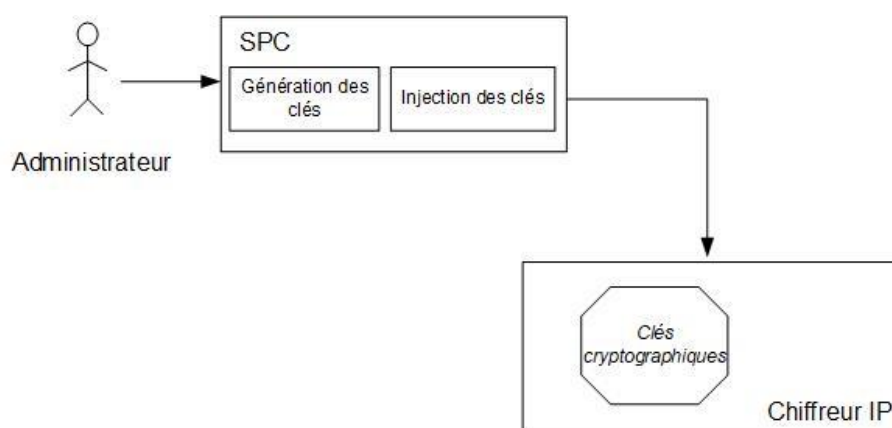 SPC
Génération des
clés
Injection des clés
Administrateur
Clés
cryptographiques
Chiffreur IP